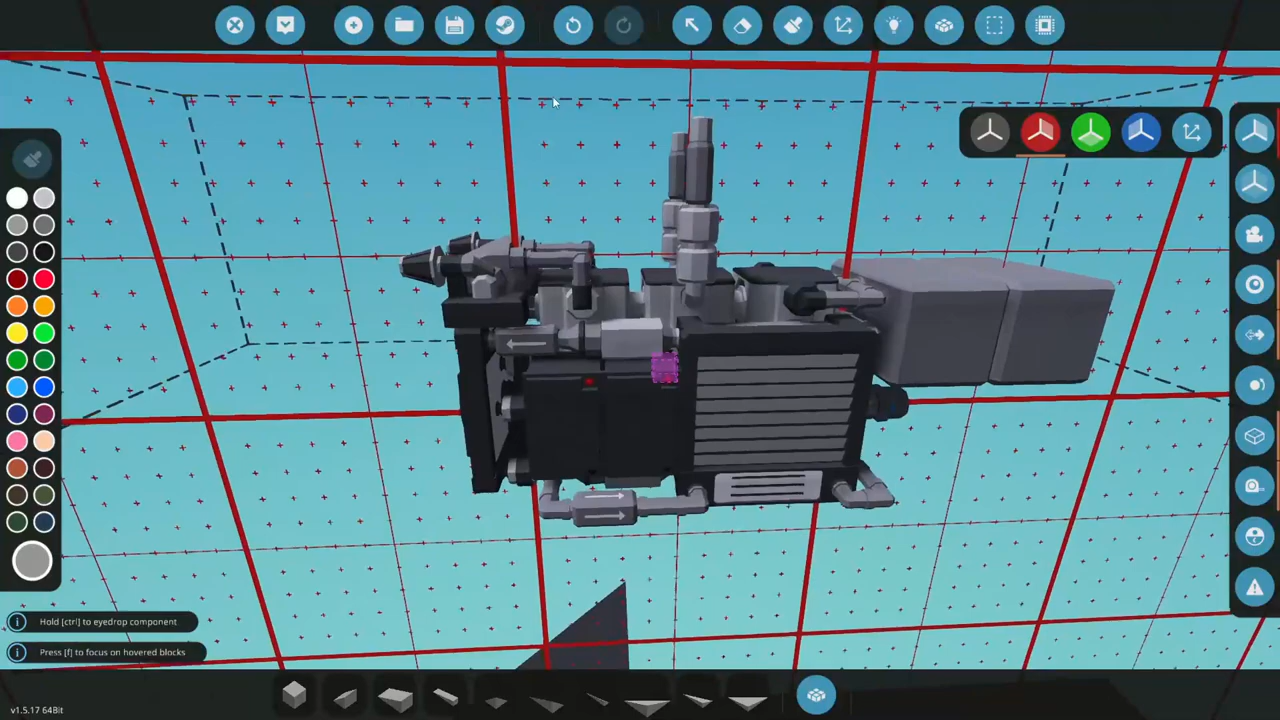 Hold [ctrl] to eyedrop component
Press [f] to focus on hovered blocks
v1.5.17 64Bit